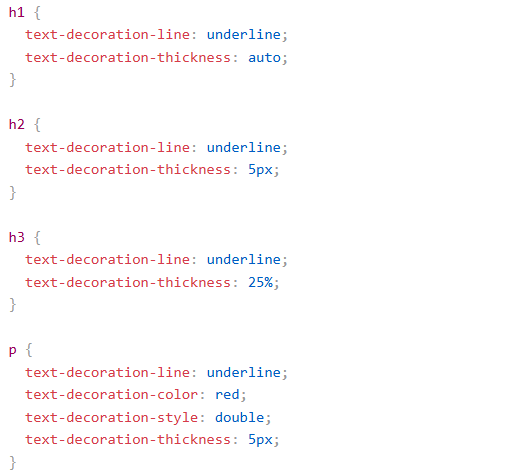 h1 {
  text-decoration-line: underline;
  text-decoration-thickness: auto;
}

h2 {
  text-decoration-line: underline;
  text-decoration-thickness: 5px;
}

h3 {
  text-decoration-line: underline;
  text-decoration-thickness: 25%;
}

p {
  text-decoration-line: underline;
  text-decoration-color: red;
  text-decoration-style: double;
  text-decoration-thickness: 5px;
}